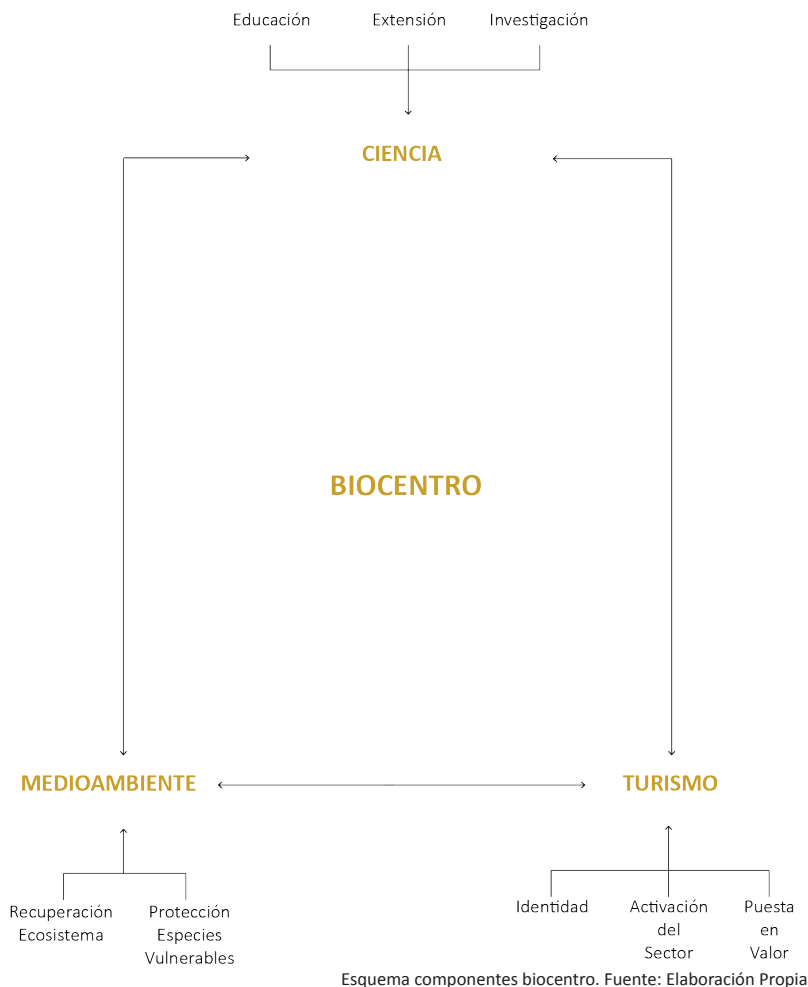 Educación Extensión Investigación
CIENCIA
BIOCENTRO
MEDIOAMBIENTE TURISMO
Recuperación
Ecosistema
Protección
Especies
Vulnerables
Identidad
Activación
del
Sector
Puesta
en
Valor
Esquema componentes biocentro. Fuente: Elaboración Propia